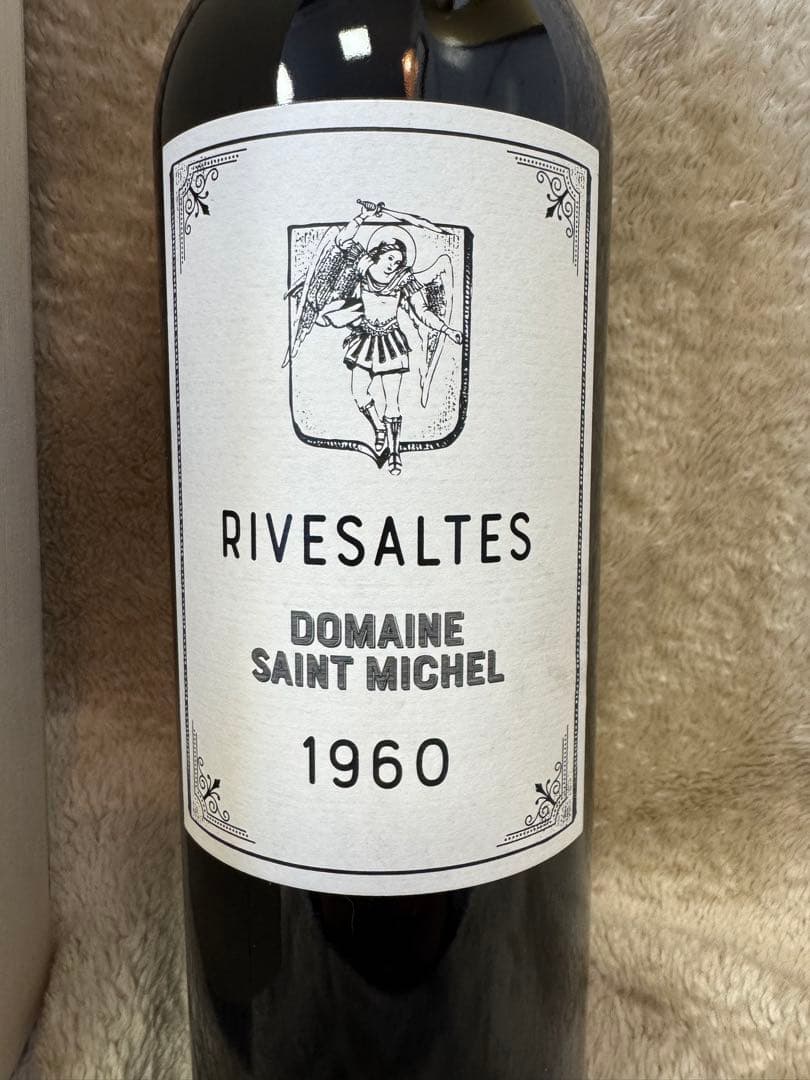 RIVESALTES
DOMAINE
SAINT MICHEL
1960